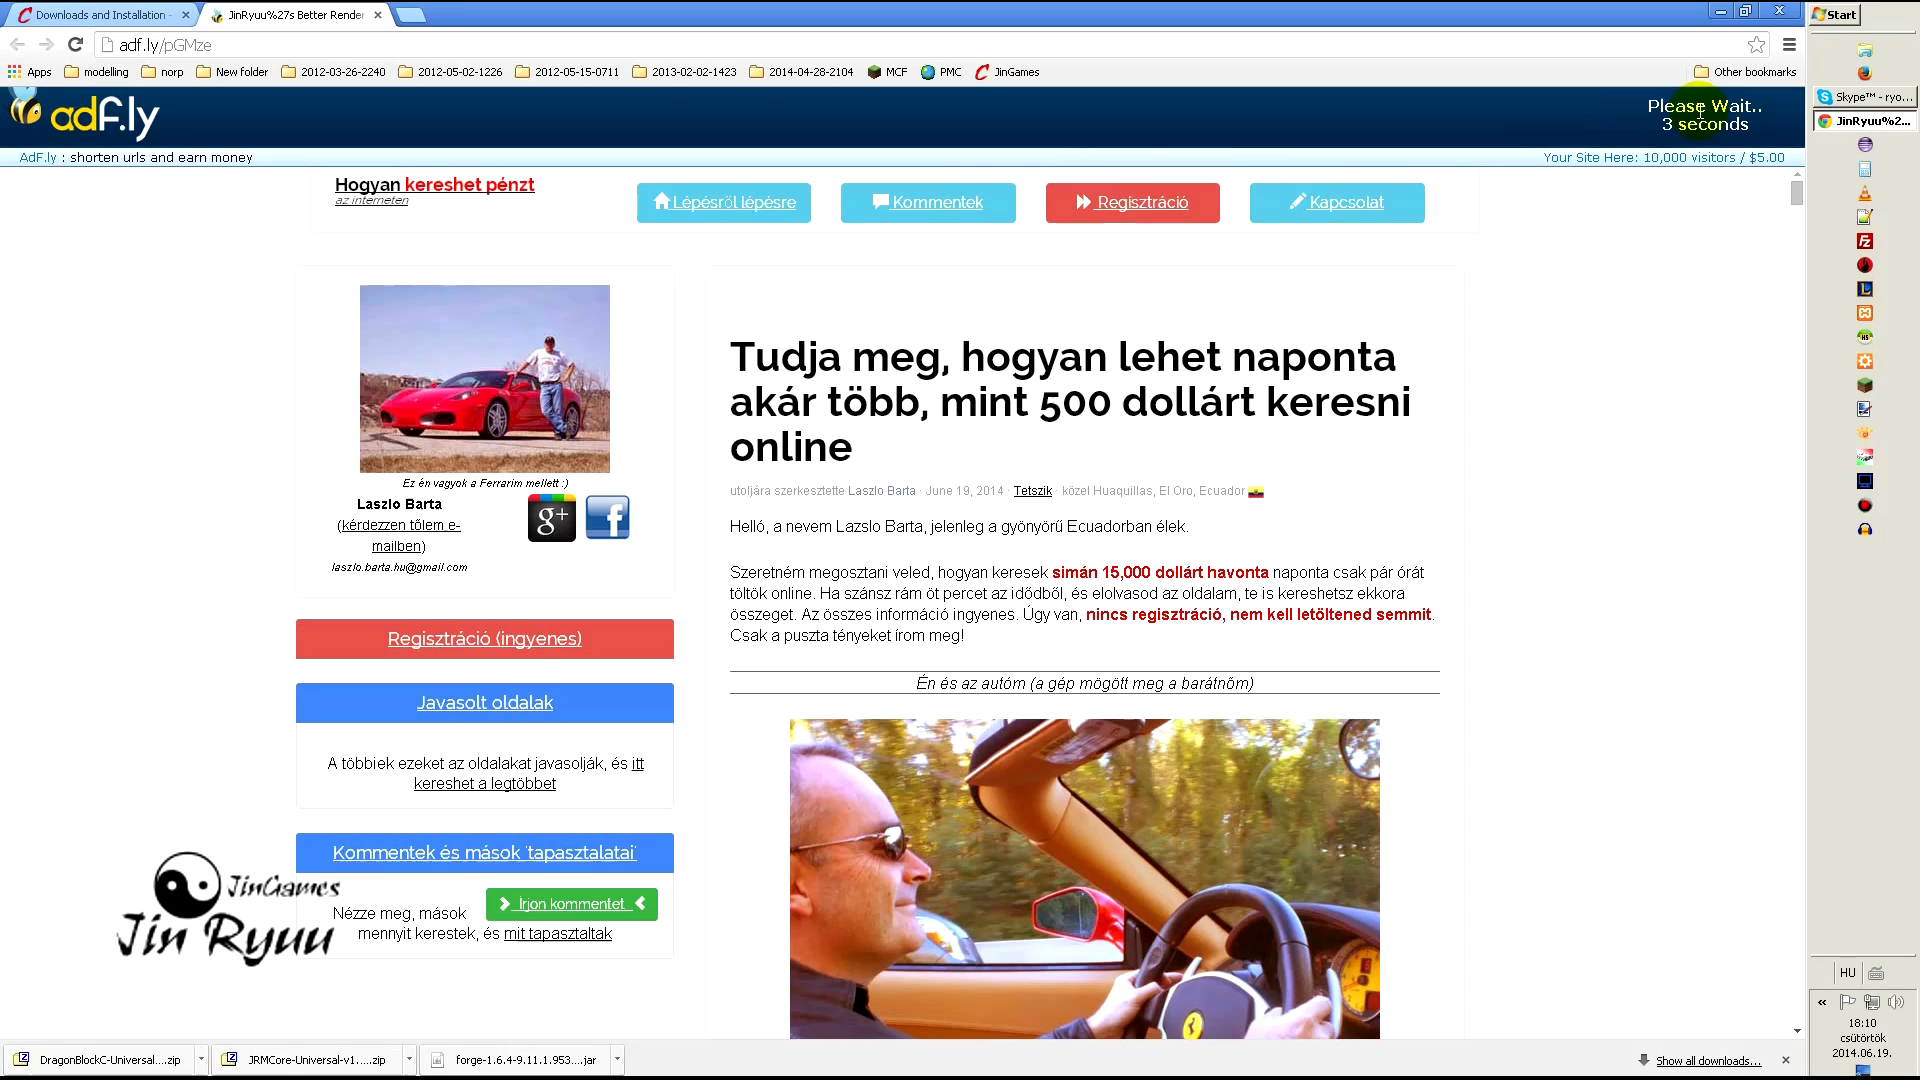 Downloads and Installation -
JinRyuu%27s Better Render
adf.ly/pGMze
Apps modelling norp New folder 2012-03-26-2240 2012-05-02-1226 2012-05-15-0711 2013-02-02-1423 2014-04-28-2104 MCF PMC JinGames Other bookmarks
adf.ly
Please Wait..
3 seconds
AdF.ly : shorten urls and earn money
Your Site Here: 10,000 visitors / $5.00
Hogyan kereshet pénzt
az interneten
Lépésről lépésre
Kommentek
Regisztráció
Kapcsolat
Ez én vagyok a Ferrarim mellett :)
Laszlo Barta
(kérdezzen tőlem e-
mailben)
laszlo.barta.hu@gmail.com
g+
f
Regisztráció (ingyenes)
Javasolt oldalak
A többiek ezeket az oldalakat javasolják, és itt
kereshet a legtöbbet
Kommentek és mások 'tapasztalatai'
Írjon kommentet
Nézze meg, mások
mennyit kerestek, és mit tapasztaltak
JinGames
Jin Ryuu
Tudja meg, hogyan lehet naponta
akár több, mint 500 dollárt keresni
online
utoljára szerkesztette Laszlo Barta · June 19, 2014 · Tetszik · közel Huaquillas, El Oro, Ecuador
Helló, a nevem Lazslo Barta, jelenleg a gyönyörű Ecuadorban élek.
Szeretném megosztani veled, hogyan keresek simán 15,000 dollárt havonta naponta csak pár órát
töltök online. Ha szánsz rám öt percet az idődből, és elolvasod az oldalam, te is kereshetsz ekkora
összeget. Az összes információ ingyenes. Úgy van, nincs regisztráció, nem kell letöltened semmit.
Csak a puszta tényeket írom meg!
Én és az autóm (a gép mögött meg a barátnőm)
DragonBlockC-Universal....zip
JRMCore-Universal-v1.....zip
forge-1.6.4-9.11.1.953....jar
Show all downloads...
Start
Skype™ - ryo...
JinRyuu%2...
HU
18:10
csütörtök
2014.06.19.